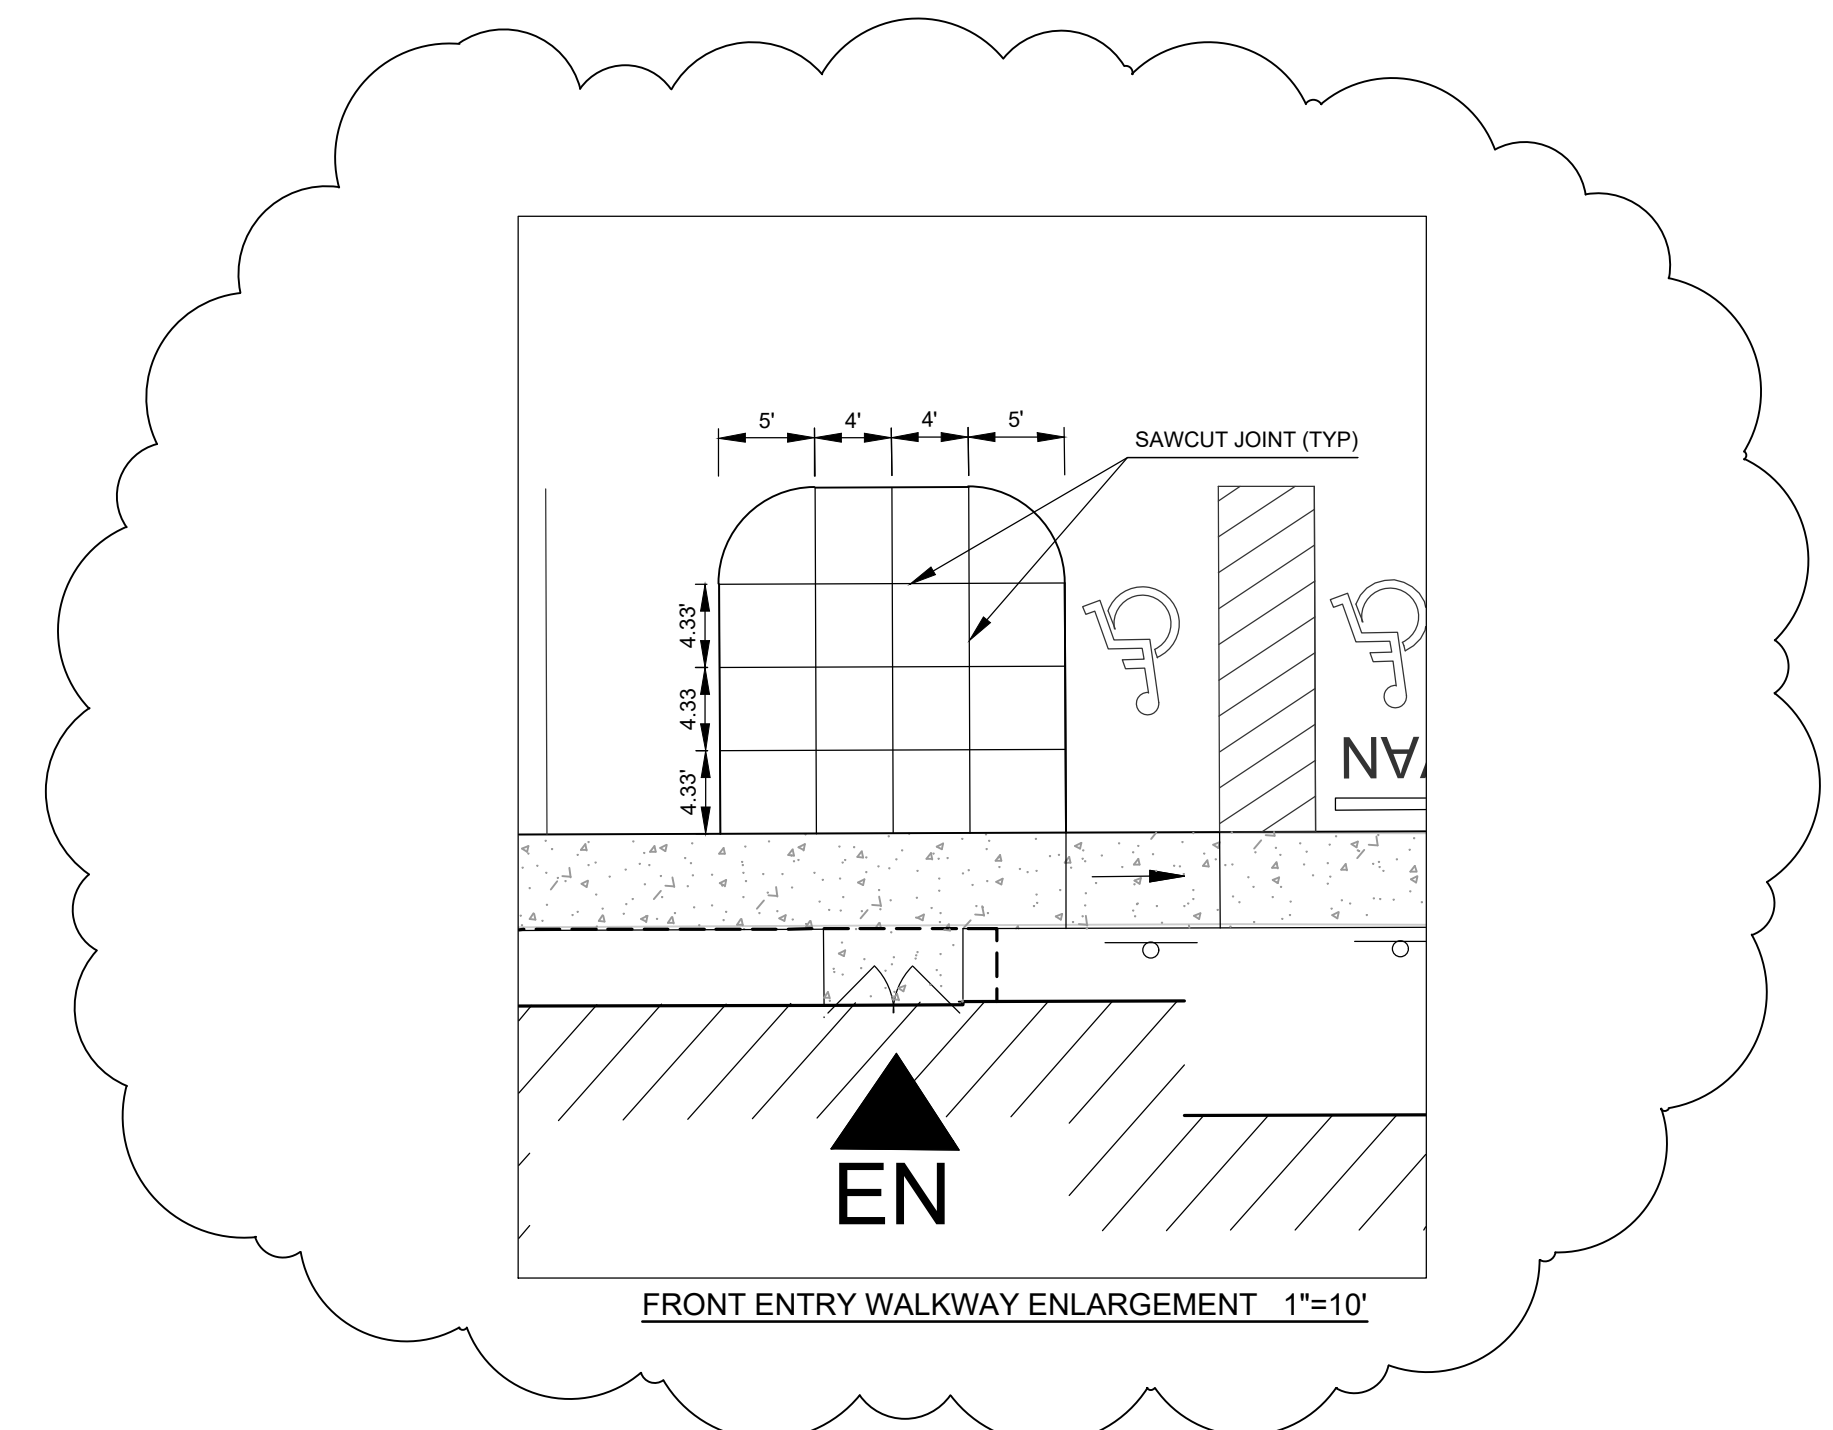 5' 4' 4' 5'
SAWCUT JOINT (TYP)
4.33'
4.33
4.33'
VAN
EN
FRONT ENTRY WALKWAY ENLARGEMENT 1"=10'